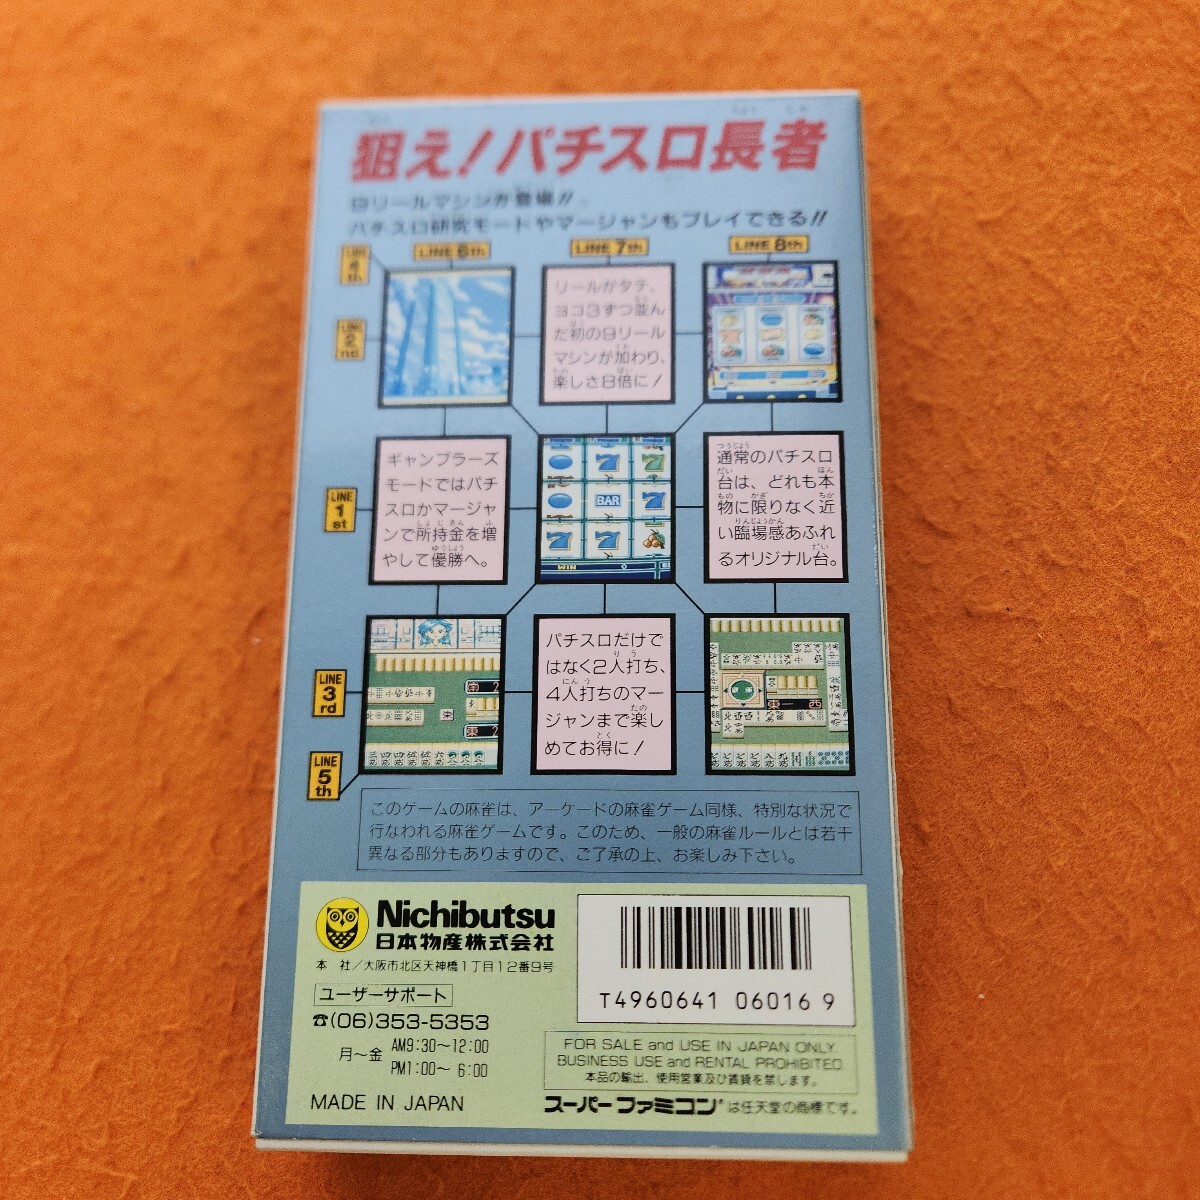 狙え!パチスロ長者
9リールマシンが登場!!
パチスロ研究モードやマージャンもプレイできる!!
LINE 4th
LINE 6th
LINE 7th
LINE 8th
LINE 2nd
リールがタテ、
ヨコ3ずつ並ん
だ初の9リール
マシンが加わり、
楽しさ8倍に!
ギャンブラーズ
モードではパチ
スロかマージャ
ンで所持金を増
やして優勝へ。
BAR
WIN 0
通常のパチスロ
台は、どれも本
物に限りなく近
い臨場感あふれ
るオリジナル台。
LINE 1st
LINE 3rd
パチスロだけで
はなく2人打ち、
4人打ちのマー
ジャンまで楽し
めてお得に!
LINE 5th
このゲームの麻雀は、アーケードの麻雀ゲーム同様、特別な状況で
行なわれる麻雀ゲームです。このため、一般の麻雀ルールとは若干
異なる部分もありますので、ご了承の上、お楽しみ下さい。
Nichibutsu
日本物産株式会社
本 社/大阪市北区天神橋1丁目12番9号
ユーザーサポート
☎(06)353-5353
月〜金 AM9:30〜12:00
PM1:00〜 6:00
MADE IN JAPAN
T4960641 06016 9
FOR SALE and USE IN JAPAN ONLY.
BUSINESS USE and RENTAL PROHIBITED.
本品の輸出、使用営業及び賃貸を禁じます。
スーパーファミコンは任天堂の商標です。